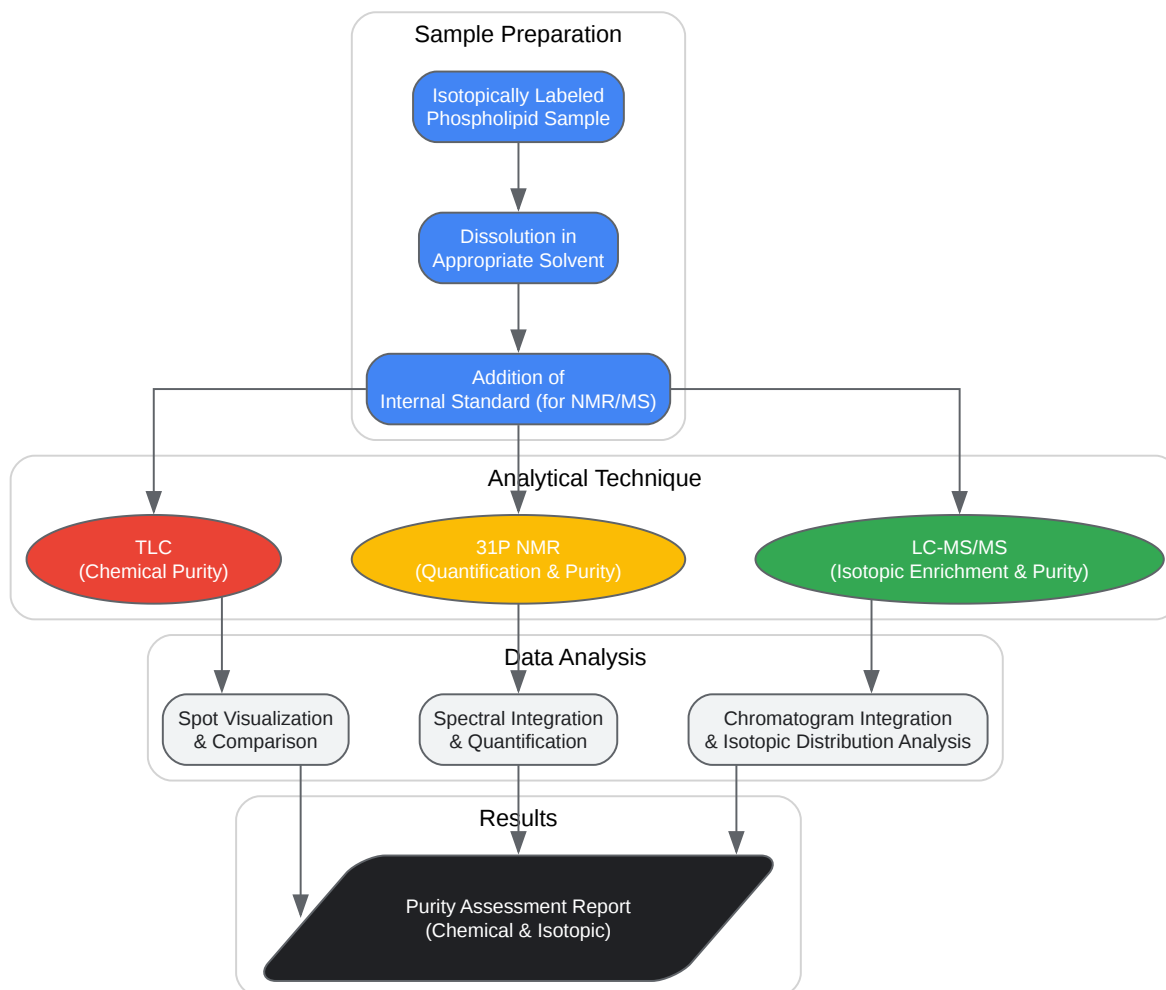 Sample Preparation
Isotopically Labeled
Phospholipid Sample
Dissolution in
Appropriate Solvent
Addition of
Internal Standard (for NMR/MS)
Analytical Technique
TLC
(Chemical Purity)
31P NMR
(Quantification & Purity)
LC-MS/MS
(Isotopic Enrichment & Purity)
Data Analysis
Spot Visualization
& Comparison
Spectral Integration
& Quantification
Chromatogram Integration
& Isotopic Distribution Analysis
Results
Purity Assessment Report
(Chemical & Isotopic)